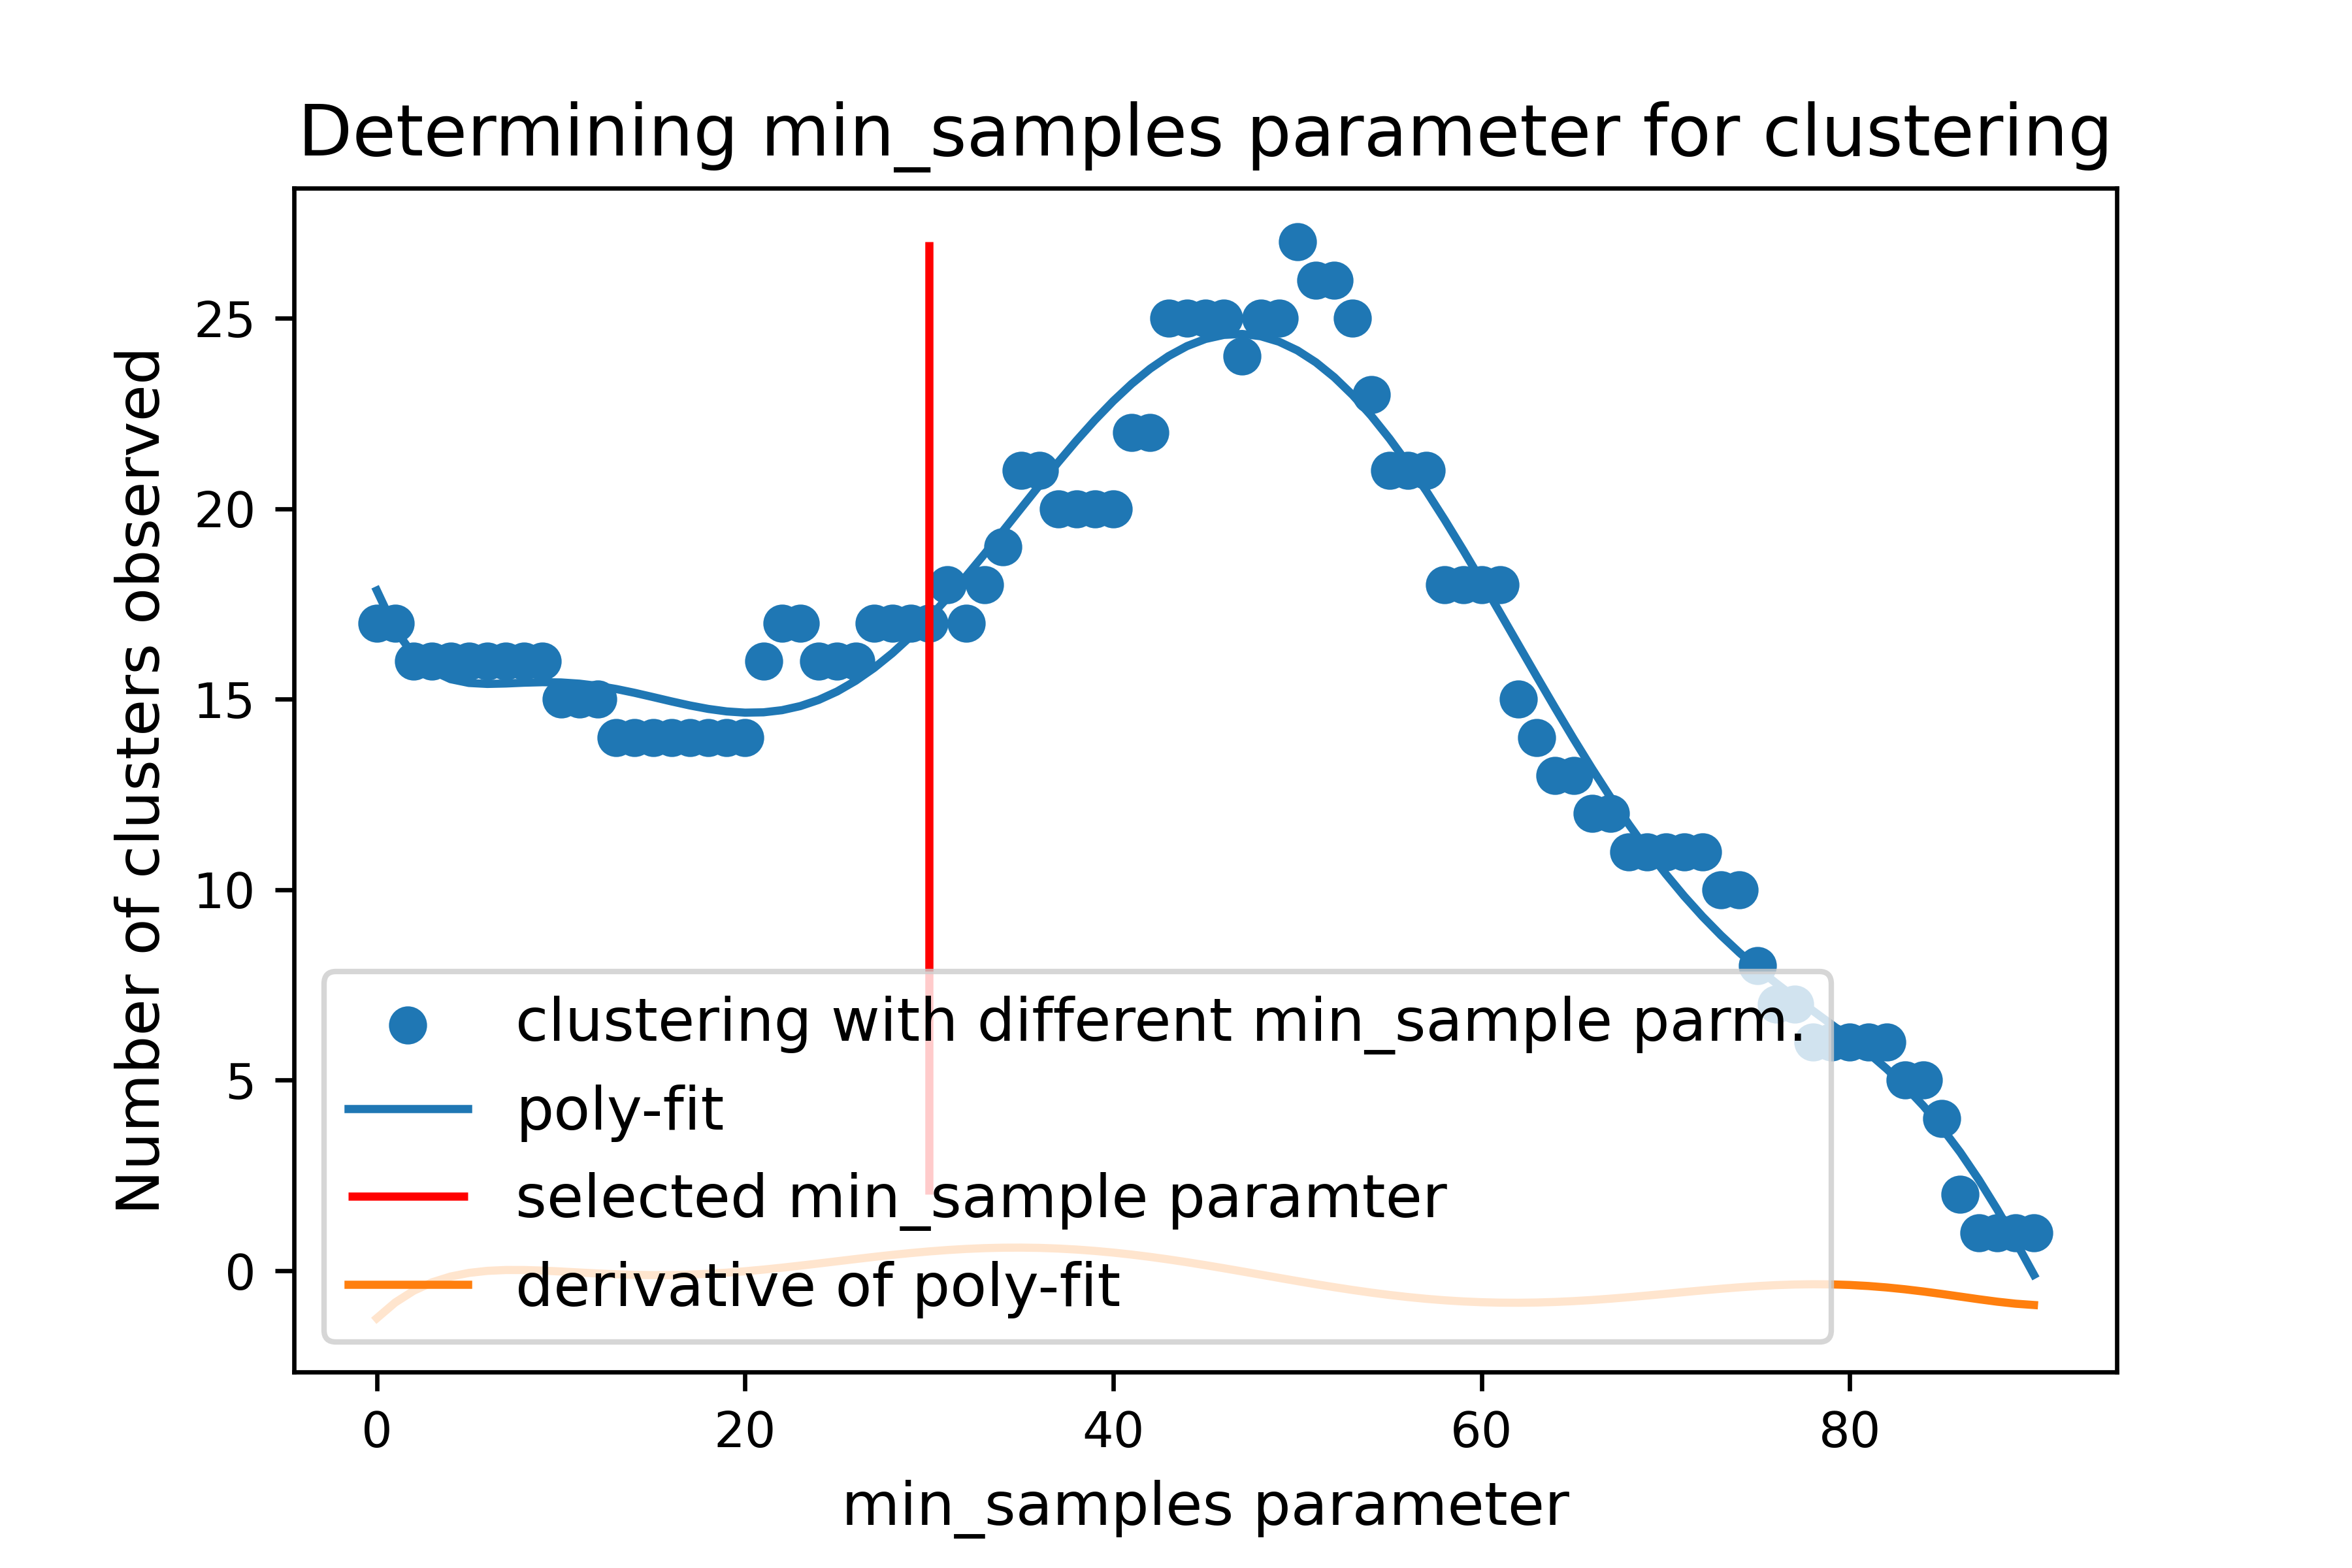 Determining min_samples parameter for clustering
Number of clusters observed
25
20
15
10
5
0
clustering with different min_sample parm.
poly-fit
selected min_sample paramter
derivative of poly-fit
0 20 40 60 80
min_samples parameter